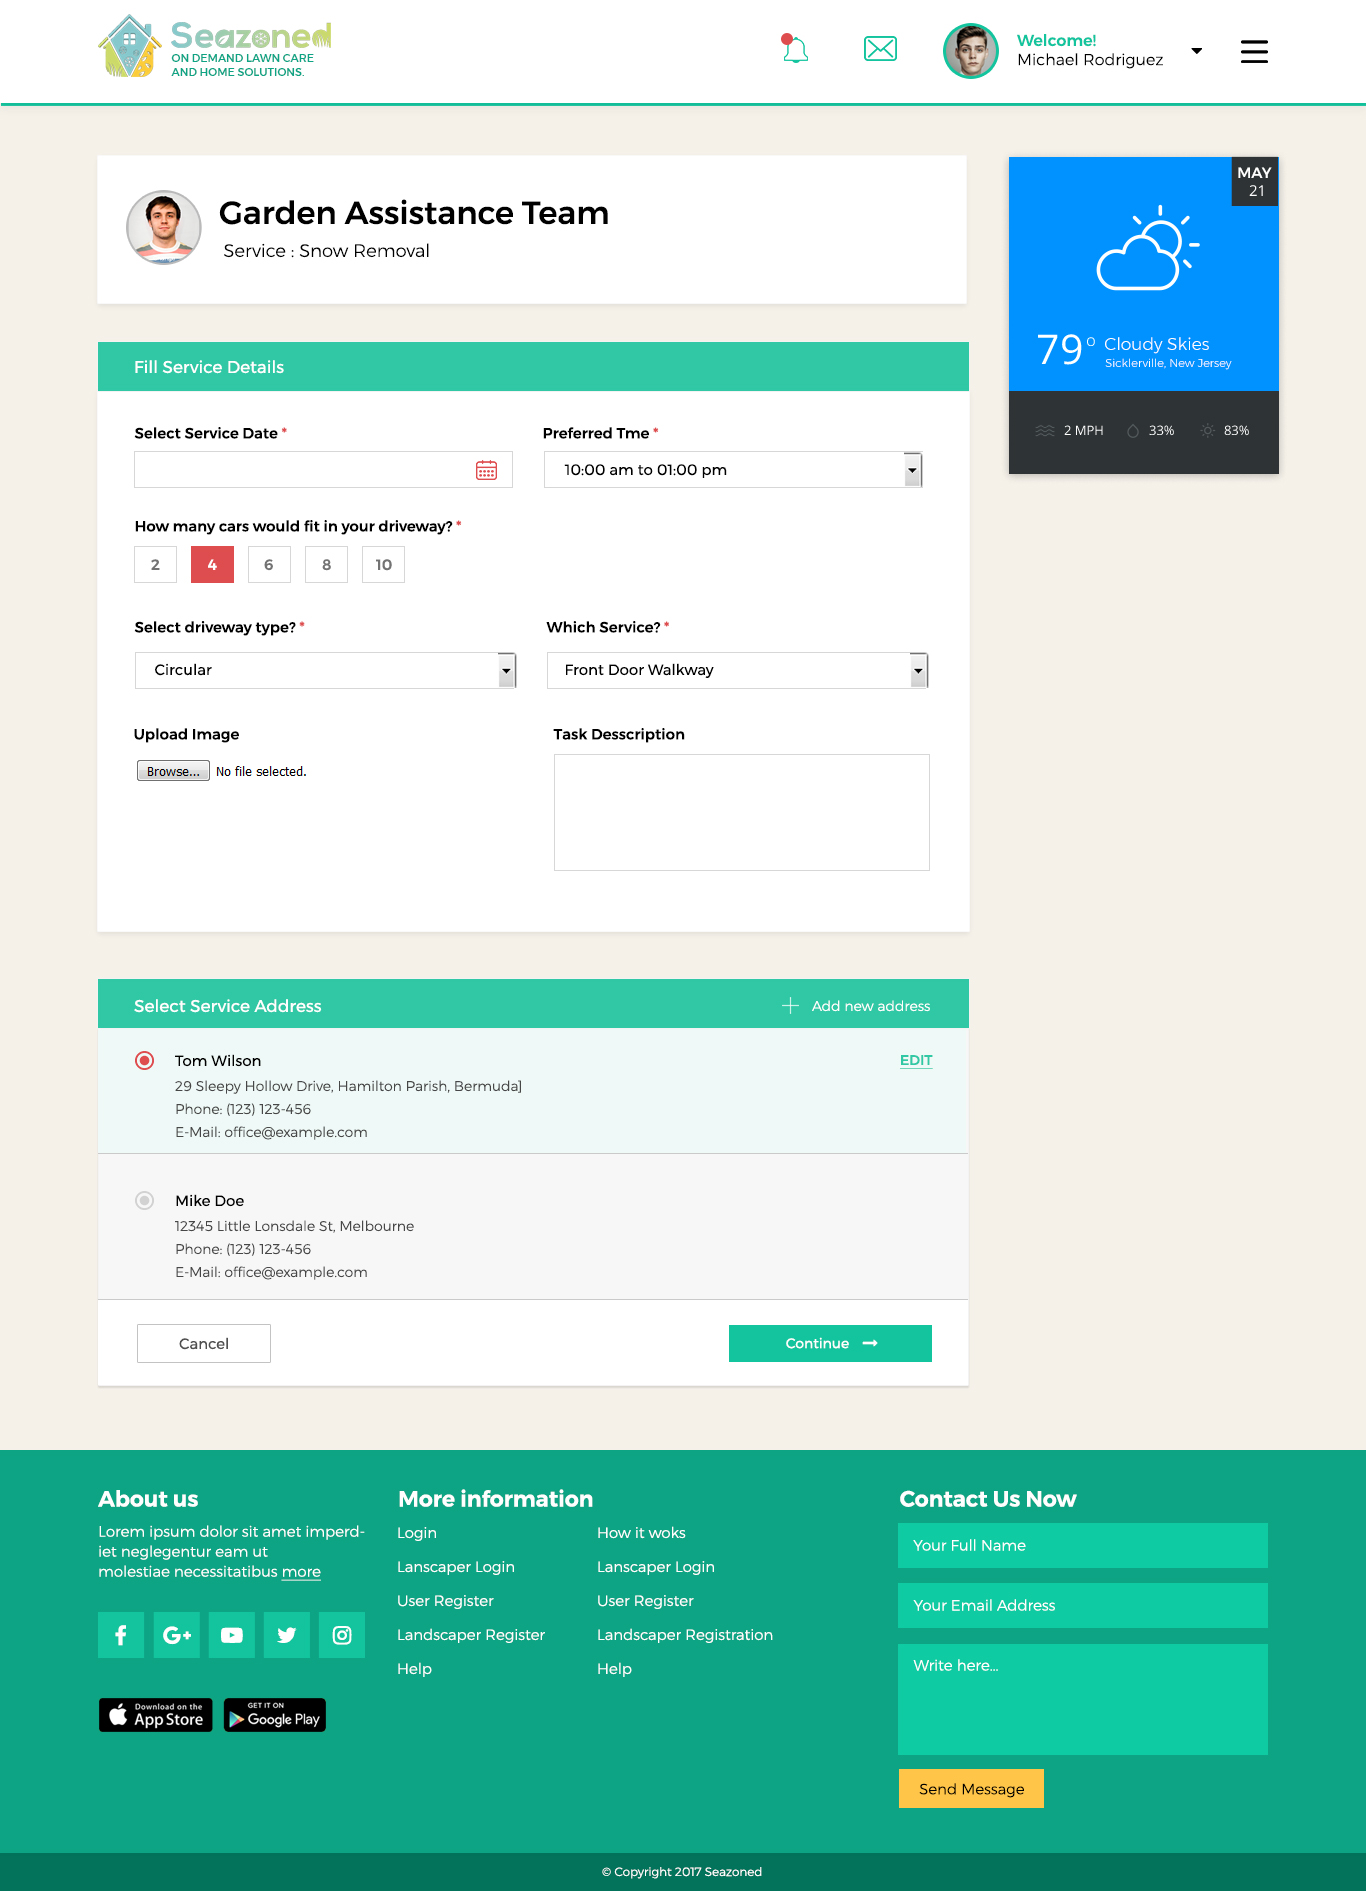 Seazoned
ON DEMAND LAWN CARE
AND HOME SOLUTIONS.
Welcome!
Michael Rodriguez
Garden Assistance Team
Service : Snow Removal
MAY
21
79° Cloudy Skies
Sicklerville, New Jersey
2 MPH 33% 83%
Fill Service Details
Select Service Date * Preferred Tme *
10:00 am to 01:00 pm
How many cars would fit in your driveway? *
2 4 6 8 10
Select driveway type? * Which Service? *
Circular Front Door Walkway
Upload Image Task Desscription
Browse... No file selected.
Select Service Address Add new address
Tom Wilson EDIT
29 Sleepy Hollow Drive, Hamilton Parish, Bermuda]
Phone: (123) 123-456
E-Mail: office@example.com
Mike Doe
12345 Little Lonsdale St, Melbourne
Phone: (123) 123-456
E-Mail: office@example.com
Cancel Continue
About us
Lorem ipsum dolor sit amet imperd-
iet neglegentur eam ut
molestiae necessitatibus more
Download on the
App Store
GET IT ON
Google Play
More information
Login How it woks
Lanscaper Login Lanscaper Login
User Register User Register
Landscaper Register Landscaper Registration
Help Help
Contact Us Now
Your Full Name
Your Email Address
Write here...
Send Message
© Copyright 2017 Seazoned